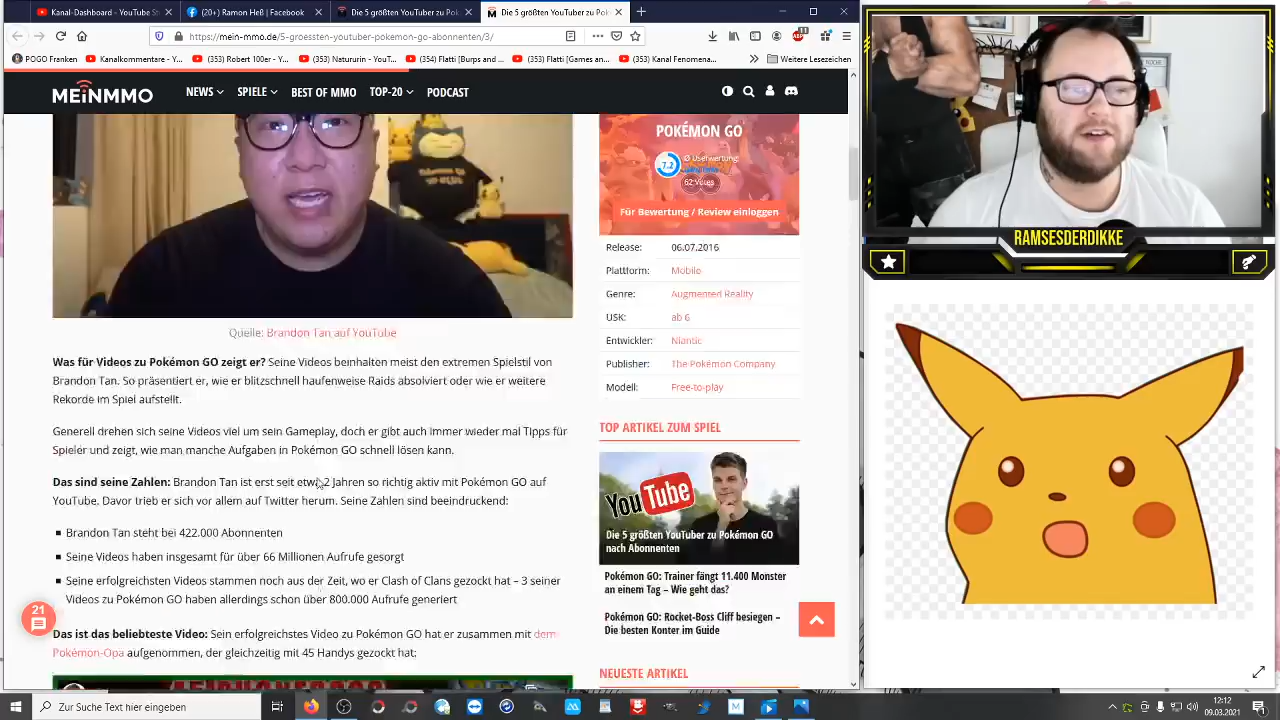 Kanal-Dashboard - YouTube St
(20+) Ramon Heß | Facebook
Die 5 größten YouTuber zu Pok
Die 5 größten YouTuber zu Pok
https://mein-mmo.de/5-groessten-youtuber-pokemon-go-abonnenten/3/
POGO Franken
Kanalkommentare - Y...
(353) Robert 100er - Y...
(353) Natururin - YouT...
(354) Flatti [Burps and ...
(353) Flatti [Games an...
(353) Kanal Fenomena...
Weitere Lesezeichen
MEINMMO
NEWS
SPIELE
BEST OF MMO
TOP-20
PODCAST
Quelle: Brandon Tan auf YouTube
Was für Videos zu Pokémon GO zeigt er? Seine Videos beinhalten meist den extremen Spielstil von
Brandon Tan. So präsentiert er, wie er blitzschnell haufenweise Raids absolviert oder wie er weitere
Rekorde im Spiel aufstellt.
Generell drehen sich seine Videos viel um sein Gameplay, doch er gibt auch immer wieder mal Tipps für
Spieler und zeigt, wie man manche Aufgaben in Pokémon GO schnell lösen kann.
Das sind seine Zahlen: Brandon Tan ist erst seit etwa 2 Jahren so richtig aktiv mit Pokémon GO auf
YouTube. Davor trieb er sich vor allem auf Twitter herum. Seine Zahlen sind beeindruckend:
Brandon Tan steht bei 422.000 Abonnenten
Seine Videos haben insgesamt für über 66 Millionen Aufrufe gesorgt
Seine erfolgreichsten Videos stammen noch aus der Zeit, wo er Clash of Clans gezockt hat – 3 seiner
Videos zu Pokémon GO haben allerdings schon über 800.000 Aufrufe generiert
21
Das ist das beliebteste Video: Sein erfolgreichstes Video zu Pokémon GO hat er zusammen mit dem
Pokémon-Opa aufgenommen, der gleichzeitig mit 45 Handys gezockt hat:
POKÉMON GO
7.2
Ø Userwertung:
62 Votes
Für Bewertung / Review einloggen
Release: 06.07.2016
Plattform: Mobile
Genre: Augmented Reality
USK: ab 6
Entwickler: Niantic
Publisher: The Pokémon Company
Modell: Free-to-play
TOP ARTIKEL ZUM SPIEL
YouTube
Die 5 größten YouTuber zu Pokémon GO
nach Abonnenten
Pokémon GO: Trainer fängt 11.400 Monster
an einem Tag – Wie geht das?
Pokémon GO: Rocket-Boss Cliff besiegen –
Die besten Konter im Guide
NEUESTE ARTIKEL
RAMSESDERDIKKE
Zur Suche Text hier eingeben
12:12
09.03.2021